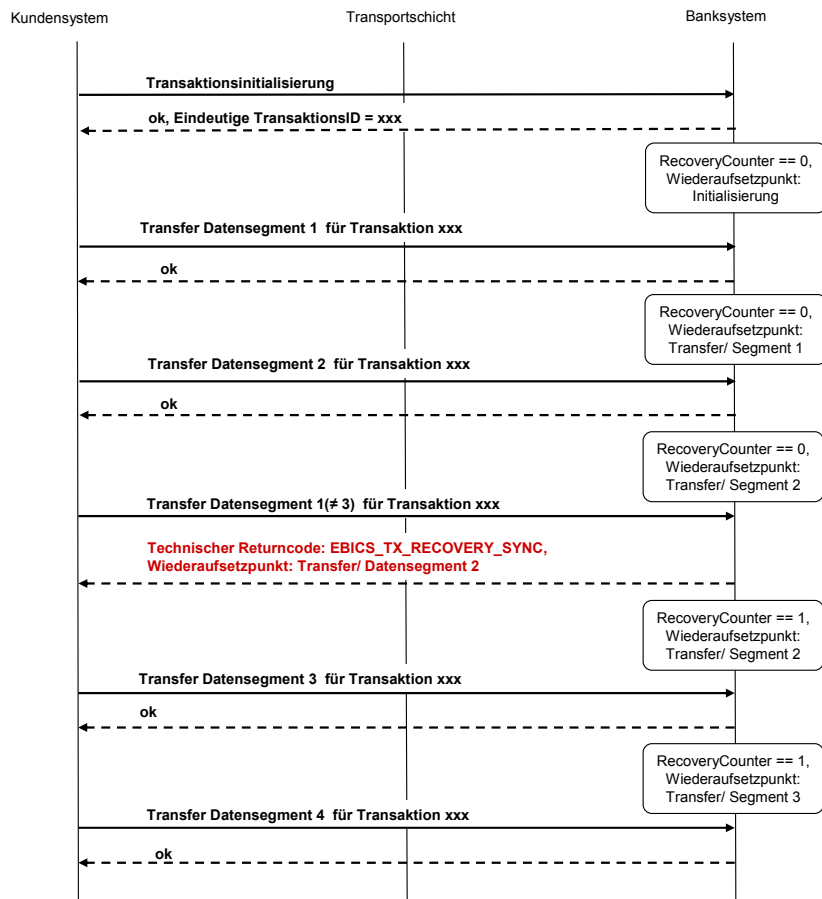 Kundensystem
Transportschicht
Banksystem
Transaktionsinitialisierung
ok, Eindeutige TransaktionsID = xxx
RecoveryCounter == 0,
Wiederaufsetzpunkt:
Initialisierung
Transfer Datensegment 1 für Transaktion xxx
ok
RecoveryCounter == 0,
Wiederaufsetzpunkt:
Transfer/ Segment 1
Transfer Datensegment 2 für Transaktion xxx
ok
RecoveryCounter == 0,
Wiederaufsetzpunkt:
Transfer/ Segment 2
Transfer Datensegment 1(≠ 3) für Transaktion xxx
Technischer Returncode: EBICS_TX_RECOVERY_SYNC,
Wiederaufsetzpunkt: Transfer/ Datensegment 2
RecoveryCounter == 1,
Wiederaufsetzpunkt:
Transfer/ Segment 2
Transfer Datensegment 3 für Transaktion xxx
ok
RecoveryCounter == 1,
Wiederaufsetzpunkt:
Transfer/ Segment 3
Transfer Datensegment 4 für Transaktion xxx
ok